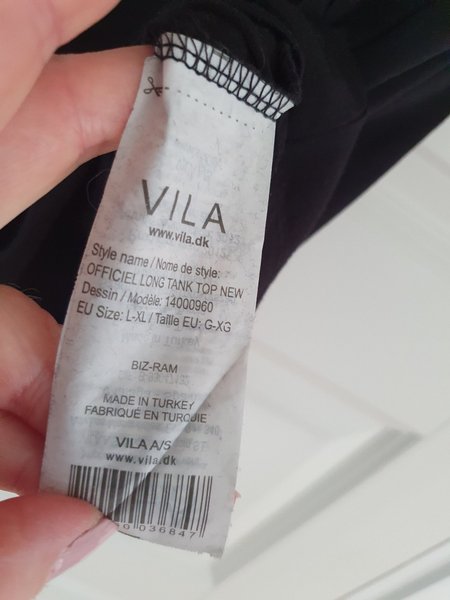 VILA
www.vila.dk
Style name / Nome de style:
OFFICIEL LONG TANK TOP NEW
Dessin / Modèle: 14000960
EU Size: L-XL / Taille EU: G-XG
BIZ-RAM
MADE IN TURKEY
FABRIQUÉ EN TURQUIE
VILA A/S
www.vila.dk
036847